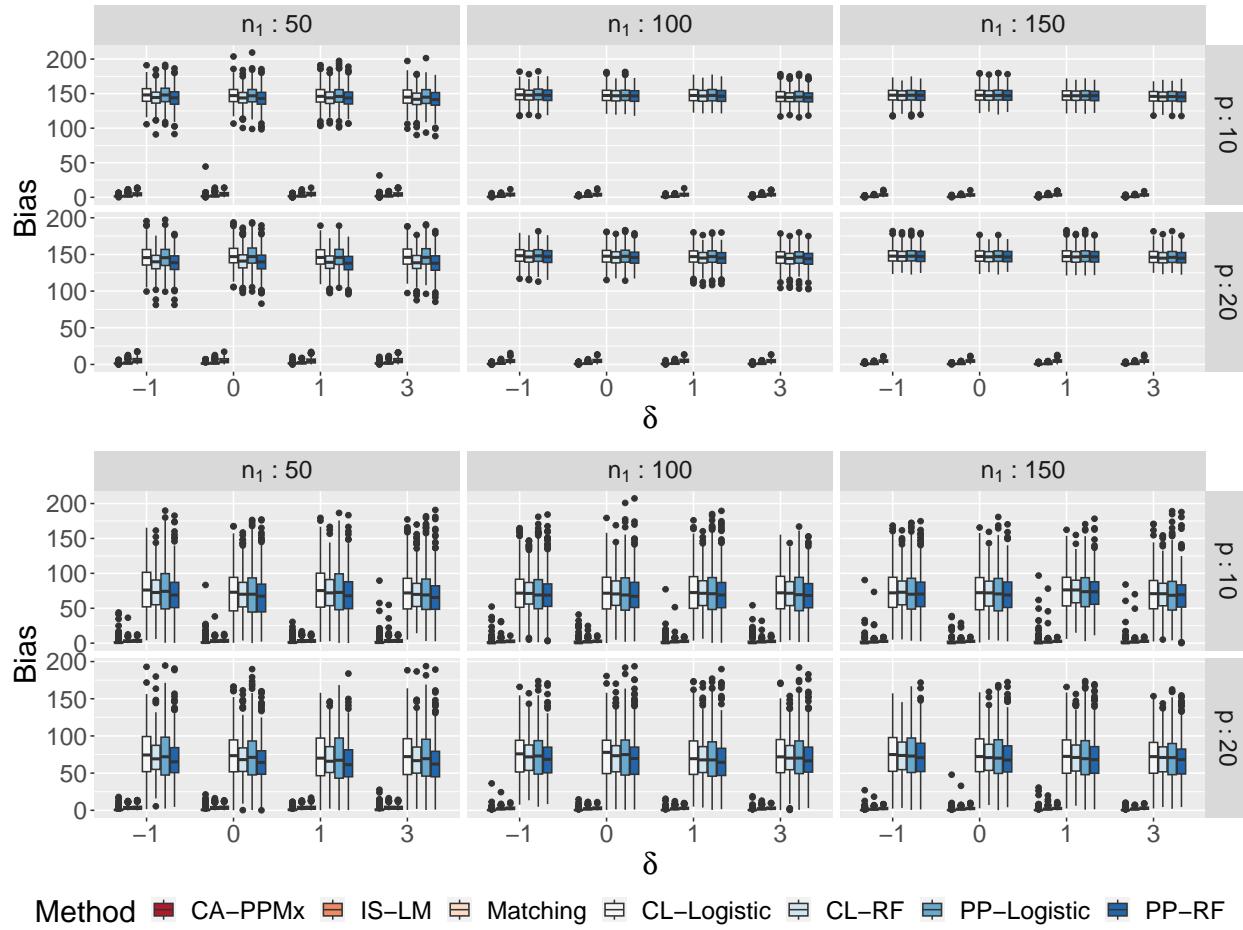 n₁ : 50 n₁ : 100 n₁ : 150
Bias
200
150
100
50
0
p : 10
200
150
100
50
0
p : 20
−1 0 1 3 −1 0 1 3 −1 0 1 3
δ
n₁ : 50 n₁ : 100 n₁ : 150
Bias
200
150
100
50
0
p : 10
200
150
100
50
0
p : 20
−1 0 1 3 −1 0 1 3 −1 0 1 3
δ
Method CA−PPMx IS−LM Matching CL−Logistic CL−RF PP−Logistic PP−RF